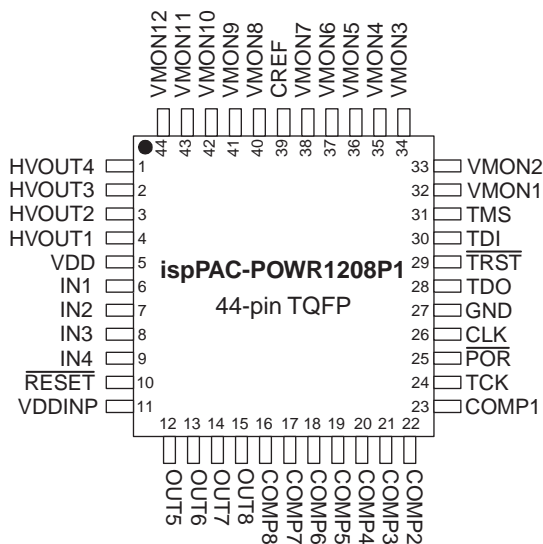 VMON12
VMON11
VMON10
VMON9
VMON8
CREF
VMON7
VMON6
VMON5
VMON4
VMON3
44
43
42
41
40
39
38
37
36
35
34
HVOUT4 1
HVOUT3 2
HVOUT2 3
HVOUT1 4
VDD 5
IN1 6
IN2 7
IN3 8
IN4 9
RESET 10
VDDINP 11
ispPAC-POWR1208P1
44-pin TQFP
33 VMON2
32 VMON1
31 TMS
30 TDI
29 TRST
28 TDO
27 GND
26 CLK
25 POR
24 TCK
23 COMP1
12 13 14 15 16 17 18 19 20 21 22
OUT5
OUT6
OUT7
OUT8
COMP8
COMP7
COMP6
COMP5
COMP4
COMP3
COMP2